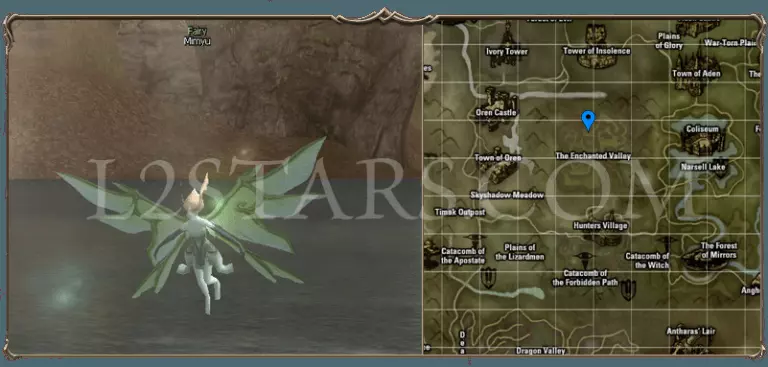 Fairy
Mimyu
L2STARS.COM
Ivory Tower
Tower of Insolence
Plains
of Glory
War-Torn Plain
Town of Aden
Oren Castle
Coliseum
The Enchanted Valley
Town of Oren
Narsell Lake
Skyshadow Meadow
Timak Outpost
Hunters Village
Catacomb of
the Apostate
Plains of
the Lizardmen
Catacomb of
the Witch
The Forest
of Mirrors
Catacomb of
the Forbidden Path
Antharas' Lair
Dragon Valley